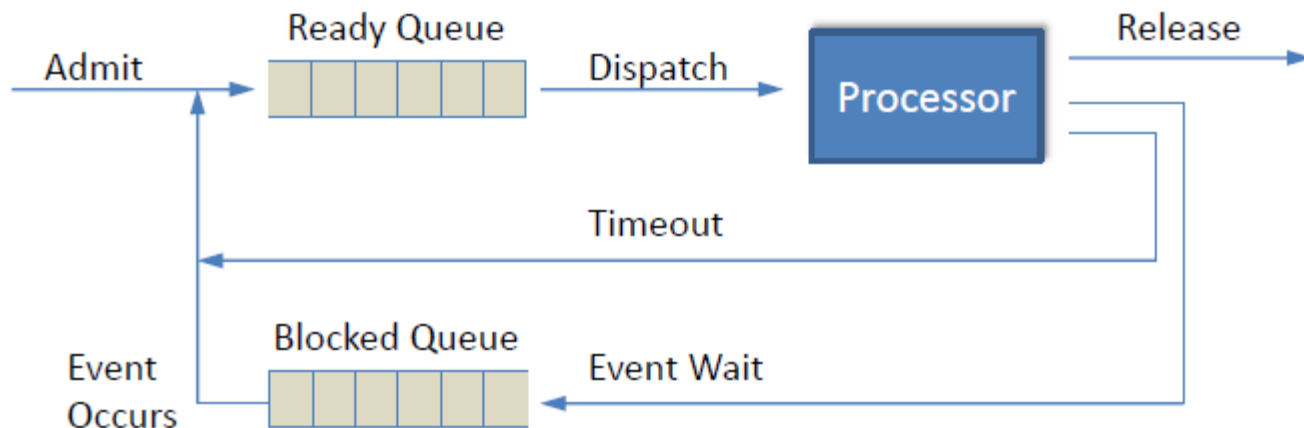 Ready Queue
Release
Admit
Dispatch
Processor
Timeout
Blocked Queue
Event
Occurs
Event Wait